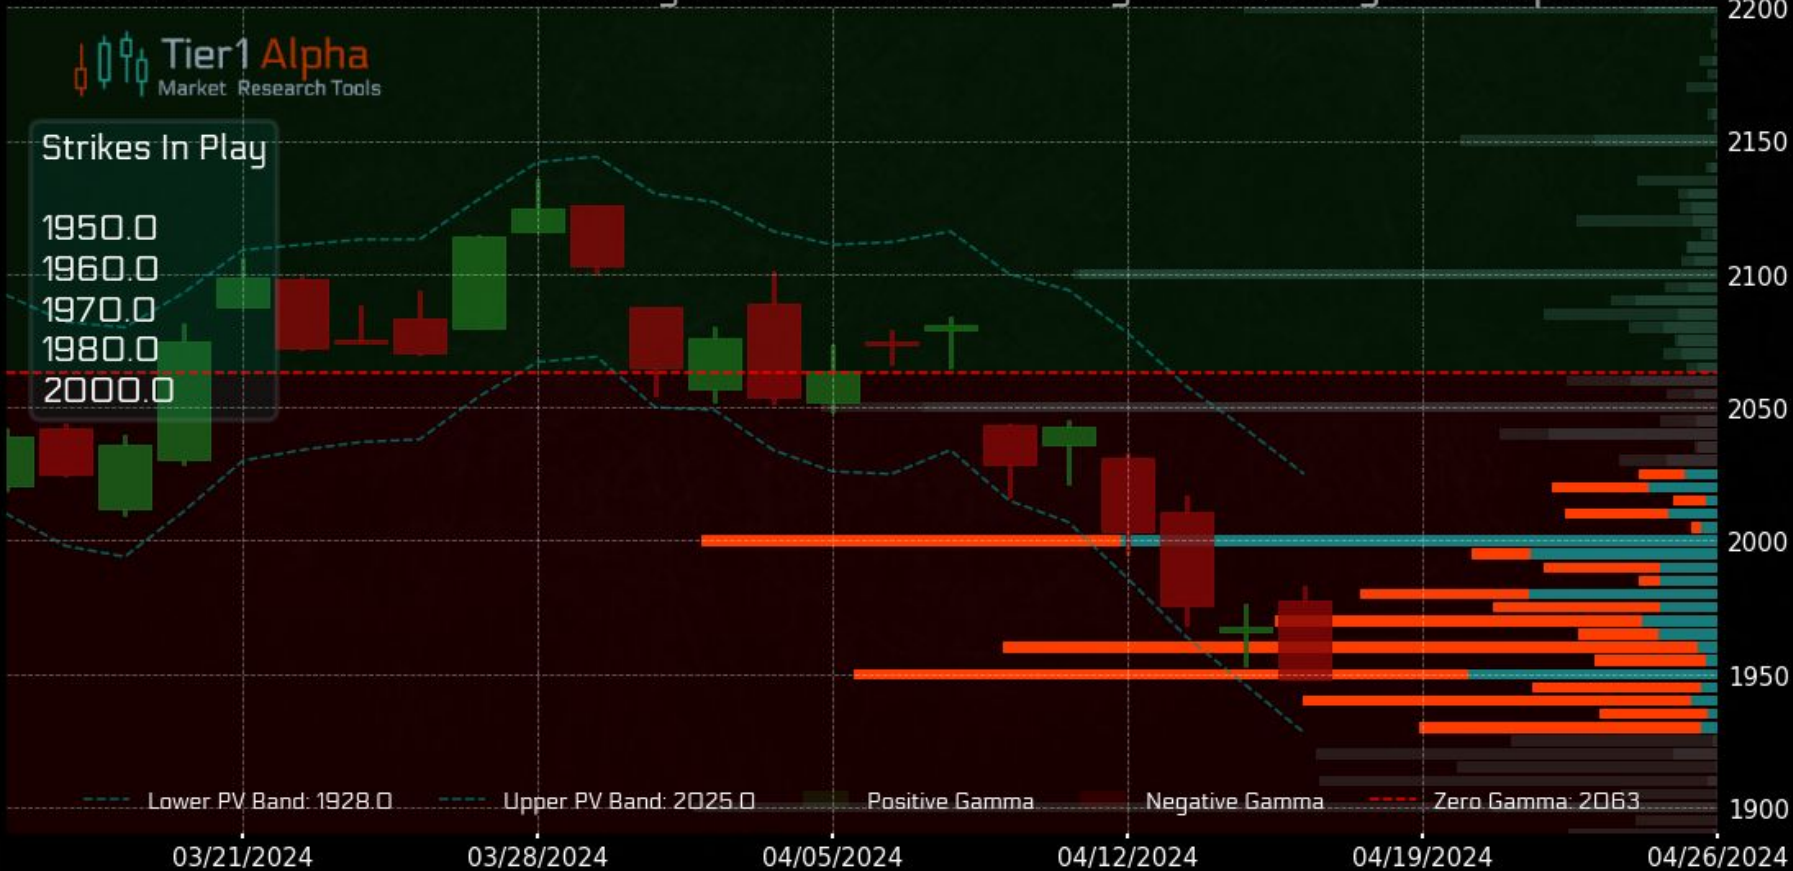 Tier1 Alpha
Market Research Tools
Strikes In Play
1950.0
1960.0
1970.0
1980.0
2000.0
2200
2150
2100
2050
2000
1950
1900
Lower PV Band: 1928.0 Upper PV Band: 2025.0 Positive Gamma Negative Gamma Zero Gamma: 2063
03/21/2024 03/28/2024 04/05/2024 04/12/2024 04/19/2024 04/26/2024